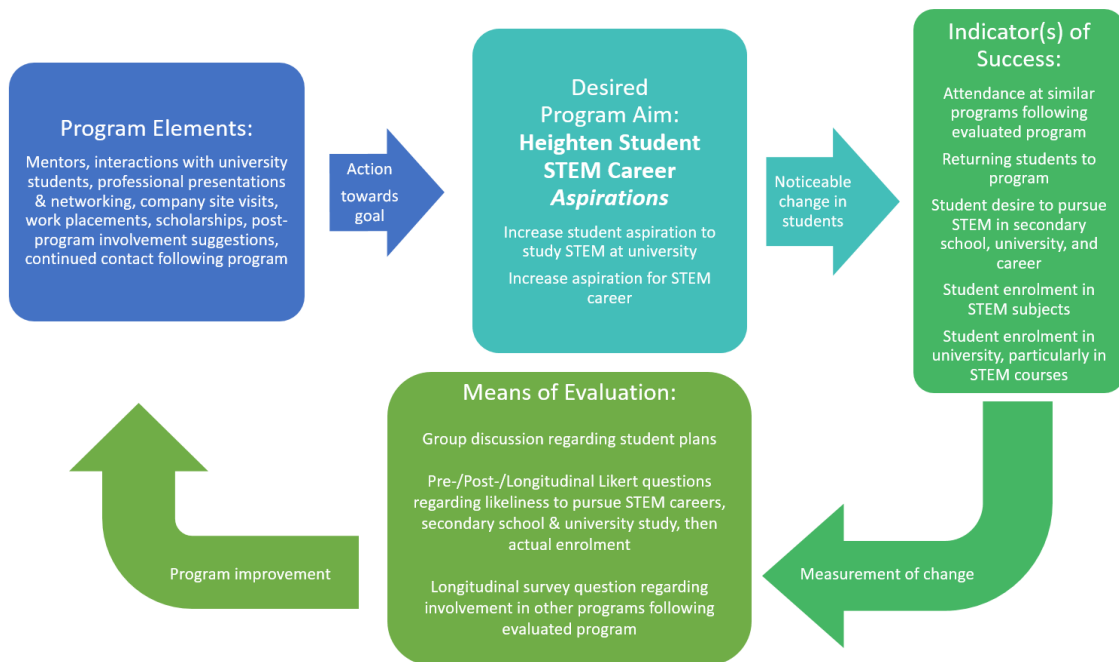 Program Elements:
Mentors, interactions with university
students, professional presentations
& networking, company site visits,
work placements, scholarships, post-
program involvement suggestions,
continued contact following program
Action
towards
goal
Desired
Program Aim:
Heighten Student
STEM Career
Aspirations
Increase student aspiration to
study STEM at university
Increase aspiration for STEM
career
Noticeable
change in
students
Indicator(s) of
Success:
Attendance at similar
programs following
evaluated program
Returning students to
program
Student desire to pursue
STEM in secondary
school, university, and
career
Student enrolment in
STEM subjects
Student enrolment in
university, particularly in
STEM courses
Measurement of change
Means of Evaluation:
Group discussion regarding student plans
Pre-/Post-/Longitudinal Likert questions
regarding likeliness to pursue STEM careers,
secondary school & university study, then
actual enrolment
Longitudinal survey question regarding
involvement in other programs following
evaluated program
Program improvement